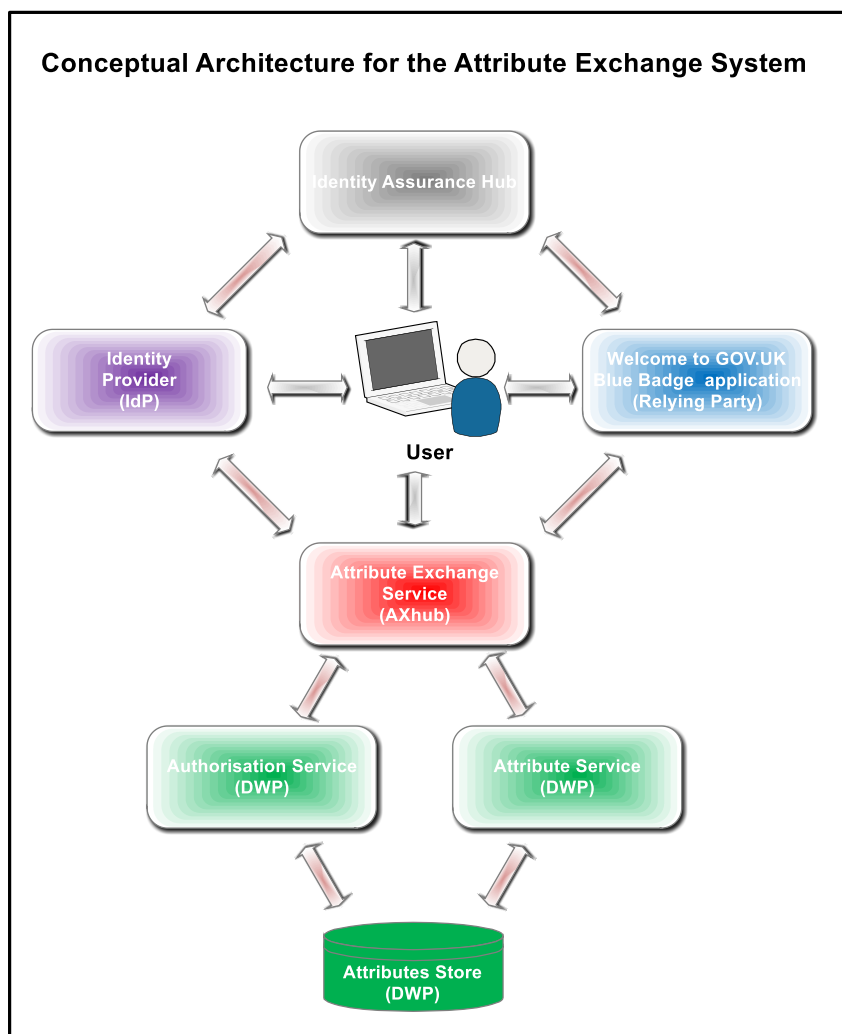 Conceptual Architecture for the Attribute Exchange System
Identity Assurance Hub
Identity
Provider
(IdP)
Welcome to GOV.UK
Blue Badge  application
(Relying Party)
User
Attribute Exchange
Service
(AXhub)
Authorisation Service
(DWP)
Attribute Service
(DWP)
Attributes Store
(DWP)